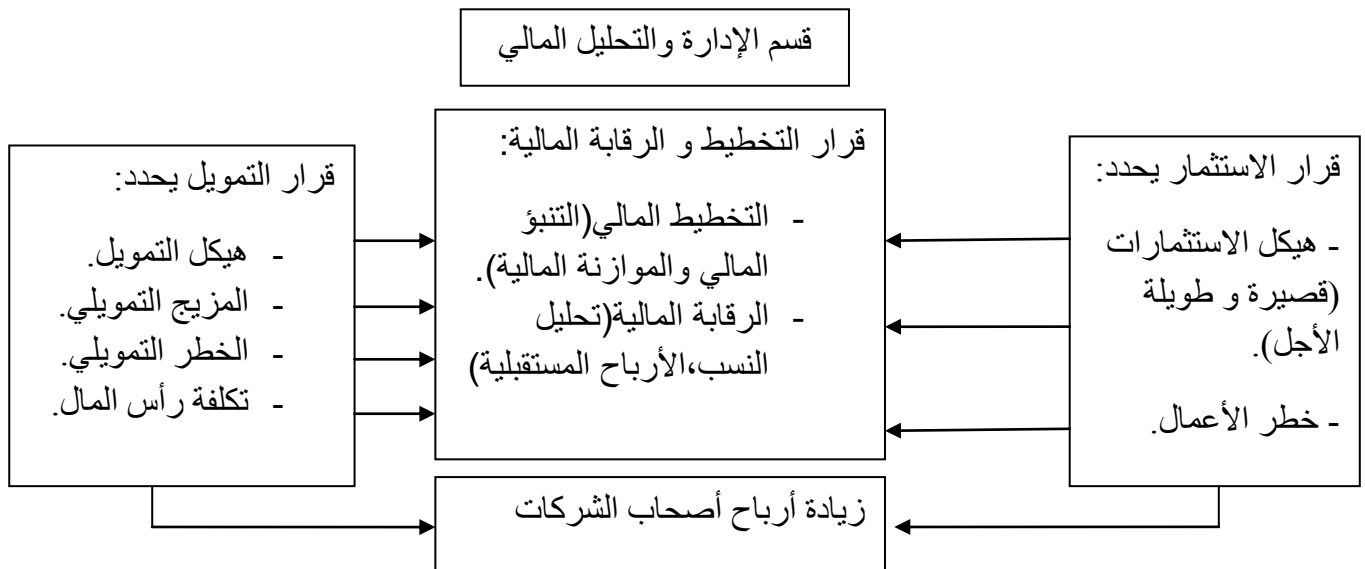 قسم الإدارة والتحليل المالي
قرار الاستثمار يحدد:
- هيكل الاستثمارات
(قصيرة و طويلة
الأجل).
- خطر الأعمال.
قرار التخطيط و الرقابة المالية:
- التخطيط المالي(التنبؤ
المالي والموازنة المالية).
- الرقابة المالية(تحليل
النسب،الأرباح المستقبلية)
قرار التمويل يحدد:
- هيكل التمويل.
- المزيج التمويلي.
- الخطر التمويلي.
- تكلفة رأس المال.
زيادة أرباح أصحاب الشركات